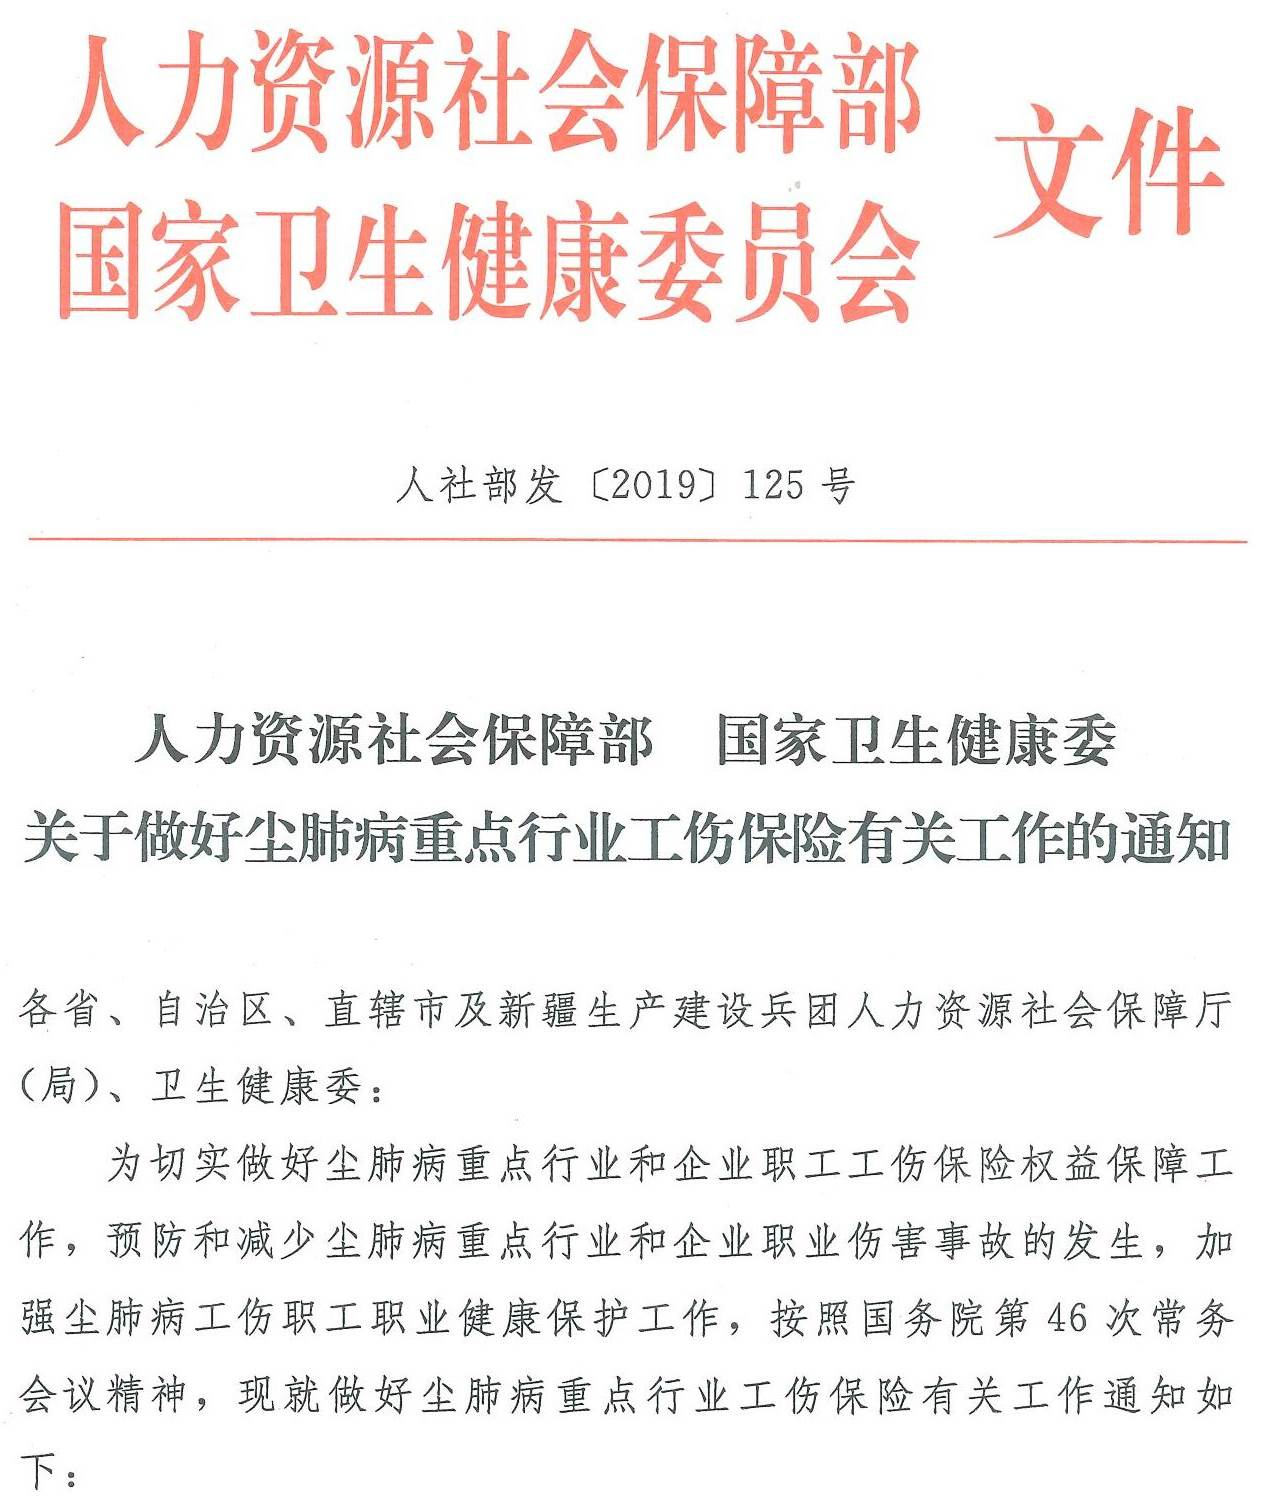 人力资源社会保障部
国家卫生健康委员会
文件
人社部发〔2019〕125号
人力资源社会保障部 国家卫生健康委
关于做好尘肺病重点行业工伤保险有关工作的通知
各省、自治区、直辖市及新疆生产建设兵团人力资源社会保障厅
（局）、卫生健康委：
为切实做好尘肺病重点行业和企业职工工伤保险权益保障工
作，预防和减少尘肺病重点行业和企业职业伤害事故的发生，加
强尘肺病工伤职工职业健康保护工作，按照国务院第46次常务
会议精神，现就做好尘肺病重点行业工伤保险有关工作通知如
下：